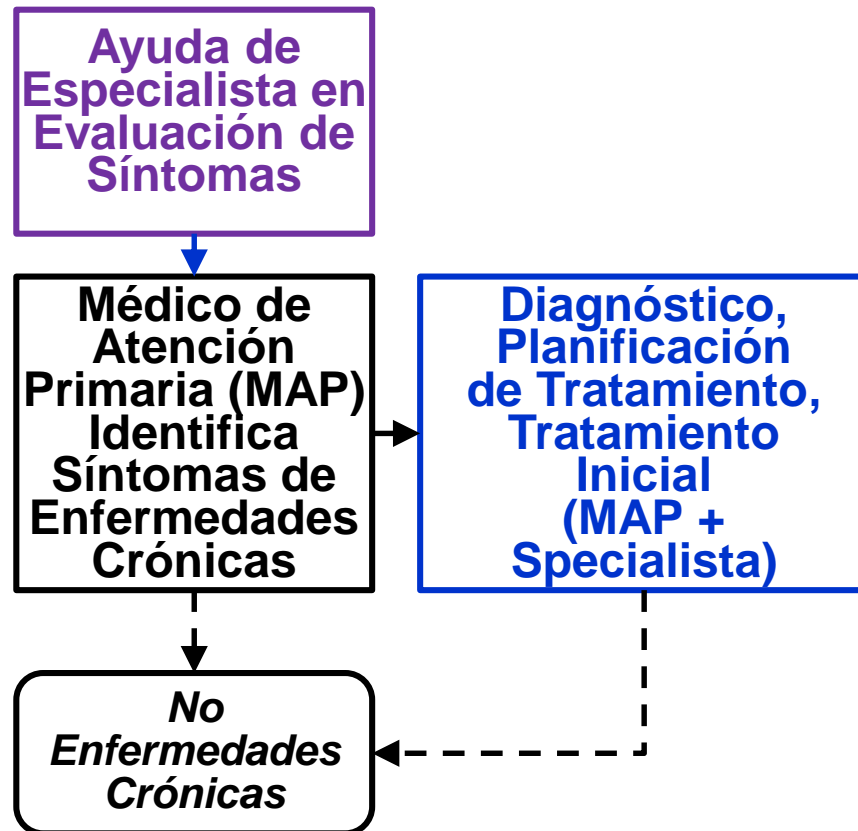 Ayuda de
Especialista en
Evaluación de
Síntomas
Médico de
Atención
Primaria (MAP)
Identifica
Síntomas de
Enfermedades
Crónicas
Diagnóstico,
Planificación
de Tratamiento,
Tratamiento
Inicial
(MAP +
Specialista)
No
Enfermedades
Crónicas